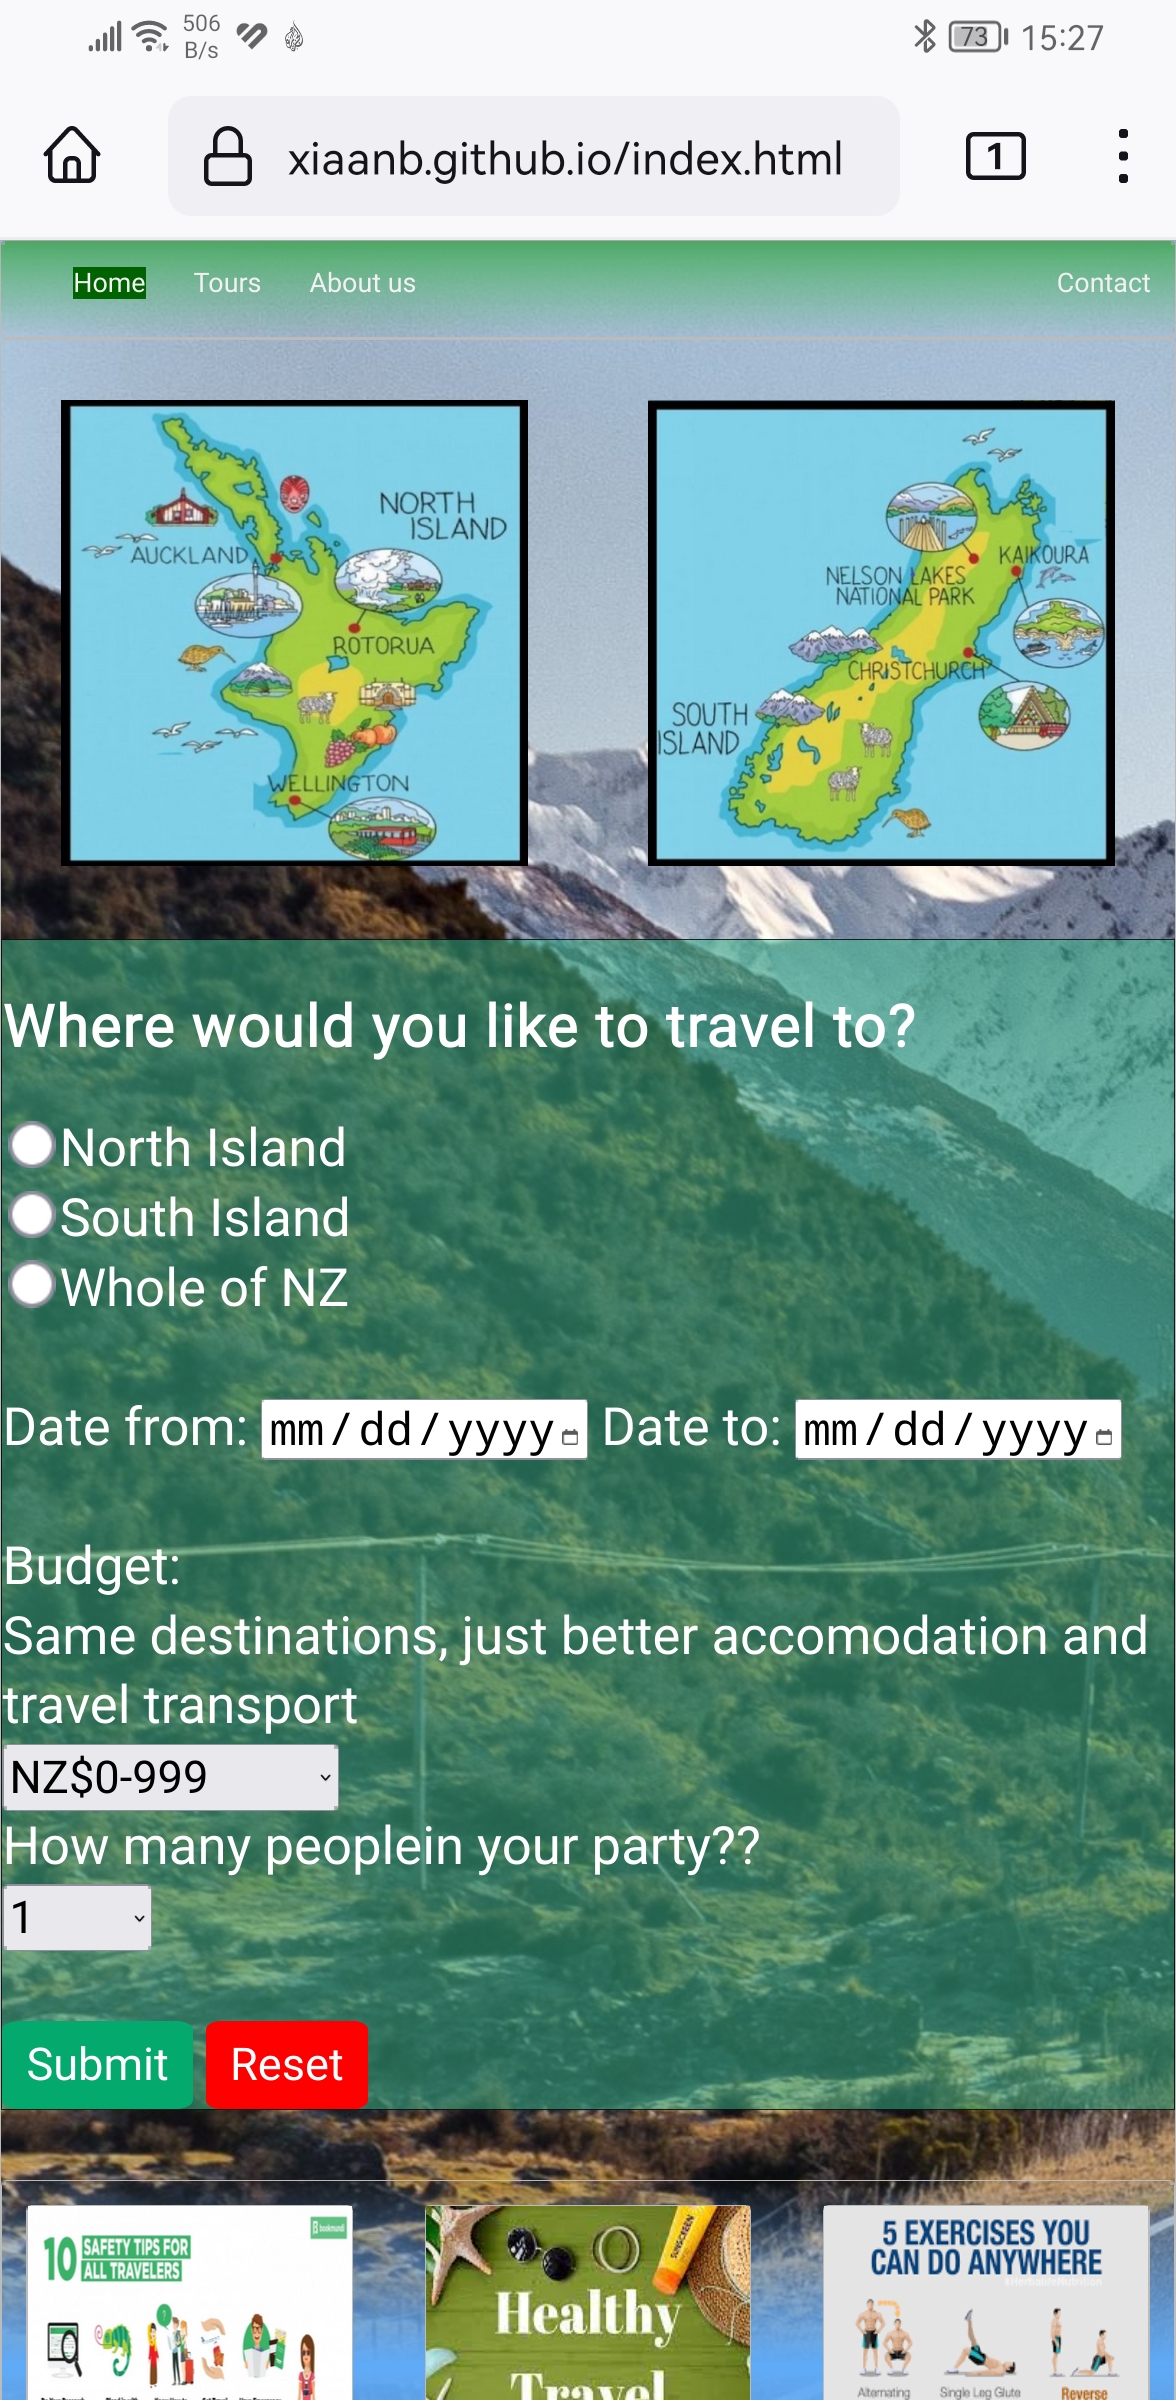 506
B/s
73 15:27
xiaanb.github.io/index.html
1
Home Tours About us Contact
NORTH
ISLAND
AUCKLAND
ROTORUA
WELLINGTON
KAIKOURA
NELSON LAKES
NATIONAL PARK
CHRISTCHURCH
SOUTH
ISLAND
Where would you like to travel to?
North Island
South Island
Whole of NZ
Date from: mm/dd/yyyy Date to: mm/dd/yyyy
Budget:
Same destinations, just better accomodation and
travel transport
NZ$0-999
How many peoplein your party??
1
Submit Reset
bookmundi
10 SAFETY TIPS FOR
ALL TRAVELERS
SUNSCREEN
Healthy
Travel
5 EXERCISES YOU
CAN DO ANYWHERE
Alternating Single Leg Glute Reverse